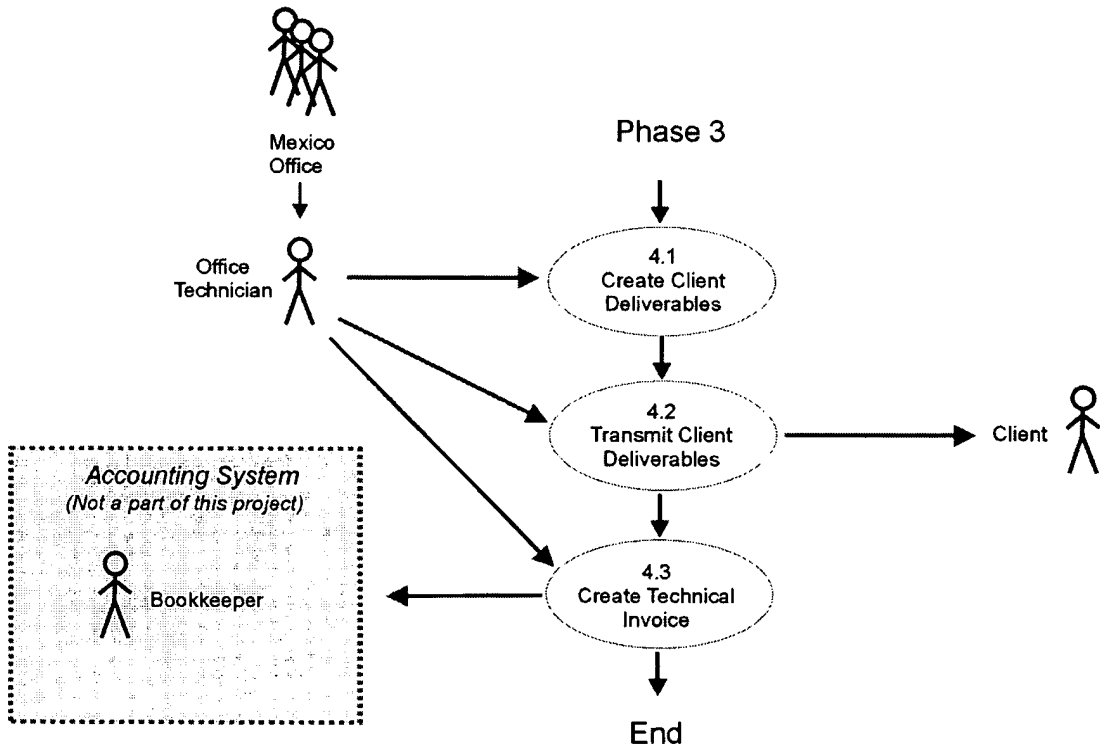 Mexico
Office
Phase 3
Office
Technician
4.1
Create Client
Deliverables
4.2
Transmit Client
Deliverables
Client
Accounting System
(Not a part of this project)
Bookkeeper
4.3
Create Technical
Invoice
End